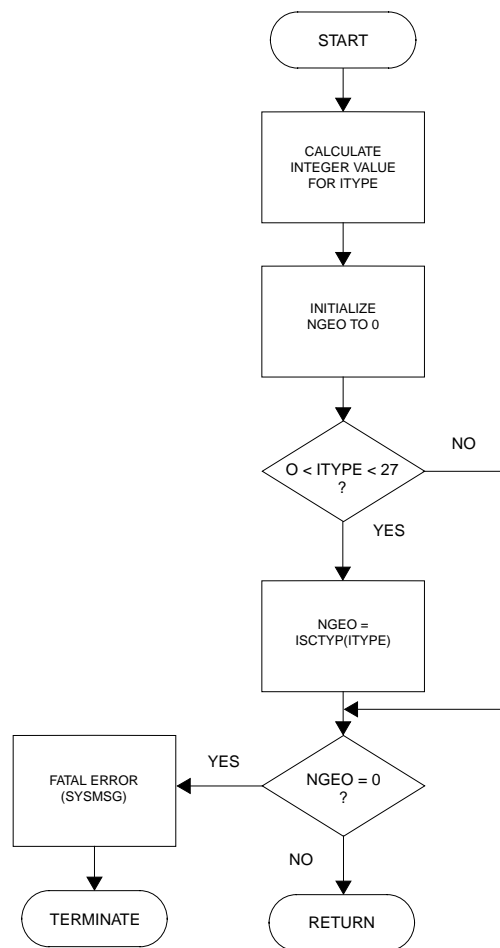 START
CALCULATE
INTEGER VALUE
FOR ITYPE
INITIALIZE
NGEO TO 0
O < ITYPE < 27
?
NO
YES
NGEO =
ISCTYP(ITYPE)
NGEO = 0
?
YES
FATAL ERROR
(SYSMSG)
NO
TERMINATE
RETURN